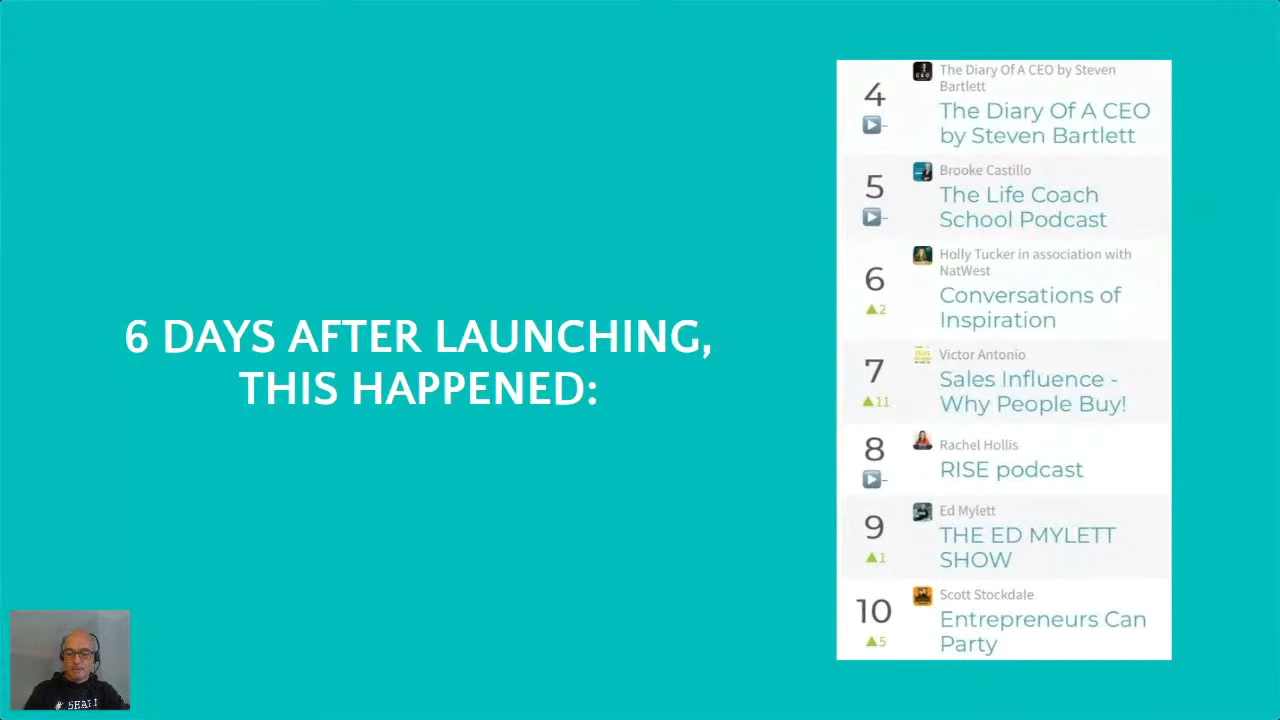 6 DAYS AFTER LAUNCHING,
THIS HAPPENED:
4
The Diary Of A CEO by Steven
Bartlett
The Diary Of A CEO
by Steven Bartlett
5
Brooke Castillo
The Life Coach
School Podcast
6
2
Holly Tucker in association with
NatWest
Conversations of
Inspiration
7
11
Victor Antonio
Sales Influence -
Why People Buy!
8
Rachel Hollis
RISE podcast
9
1
Ed Mylett
THE ED MYLETT
SHOW
10
5
Scott Stockdale
Entrepreneurs Can
Party